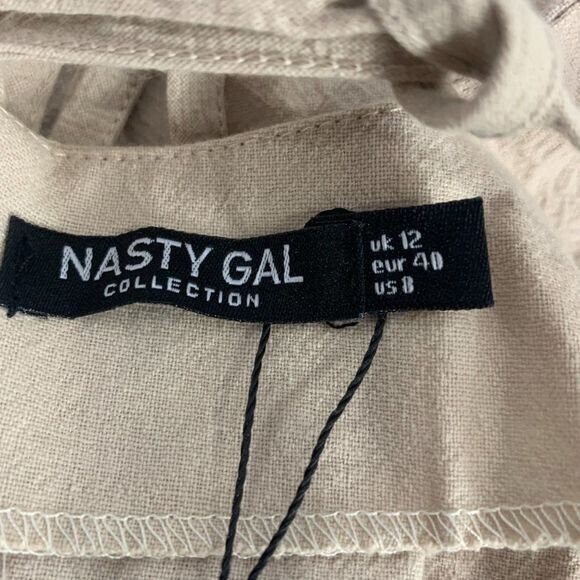 NASTY GAL
COLLECTION
uk 12
eur 40
us 8